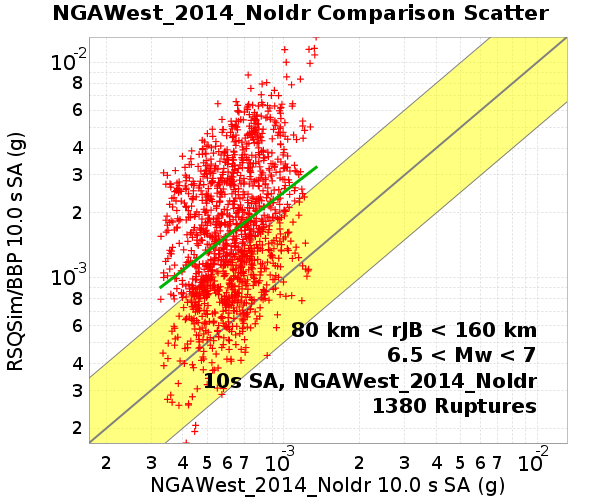 NGAWest_2014_NoIdr Comparison Scatter
RSQSim/BBP 10.0 s SA (g)
10-2
8
6
4
3
2
10-3
8
6
4
3
2
80 km < rJB < 160 km
6.5 < Mw < 7
10s SA, NGAWest_2014_NoIdr
1380 Ruptures
2 3 4 5 6 7 10-3 2 3 4 5 6 7 10-2
NGAWest_2014_NoIdr 10.0 s SA (g)